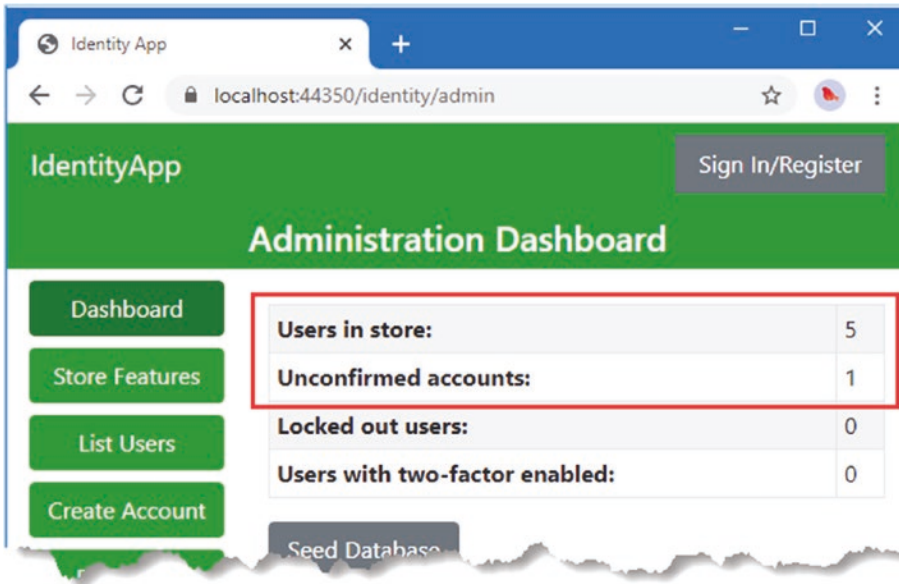 Identity App
localhost:44350/identity/admin
IdentityApp
Sign In/Register
Administration Dashboard
Dashboard
Store Features
List Users
Create Account
Users in store: 5
Unconfirmed accounts: 1
Locked out users: 0
Users with two-factor enabled: 0
Seed Database